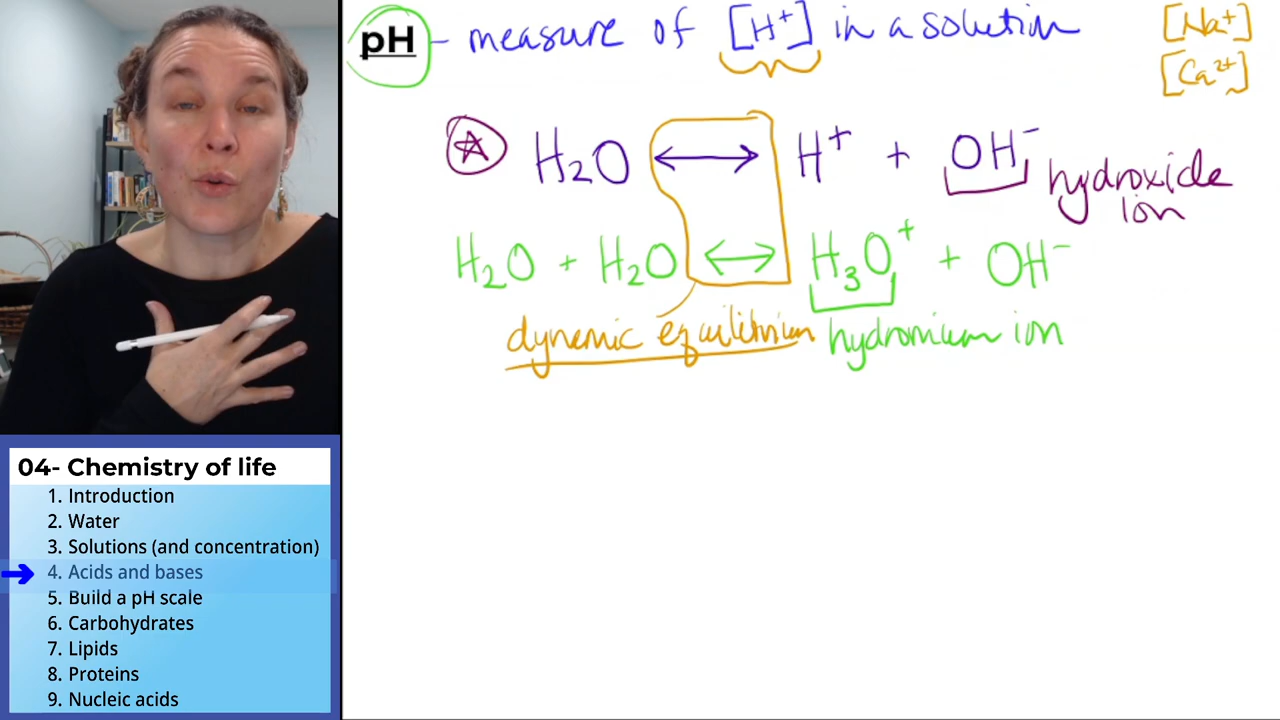 pH - measure of [H⁺] in a solution
[Na⁺]
[Ca²⁺]
H₂O ⟷ H⁺ + OH⁻ hydroxide ion
H₂O + H₂O ⟷ H₃O⁺ + OH⁻
dynamic equilibrium hydronium ion
04- Chemistry of life
1. Introduction
2. Water
3. Solutions (and concentration)
4. Acids and bases
5. Build a pH scale
6. Carbohydrates
7. Lipids
8. Proteins
9. Nucleic acids